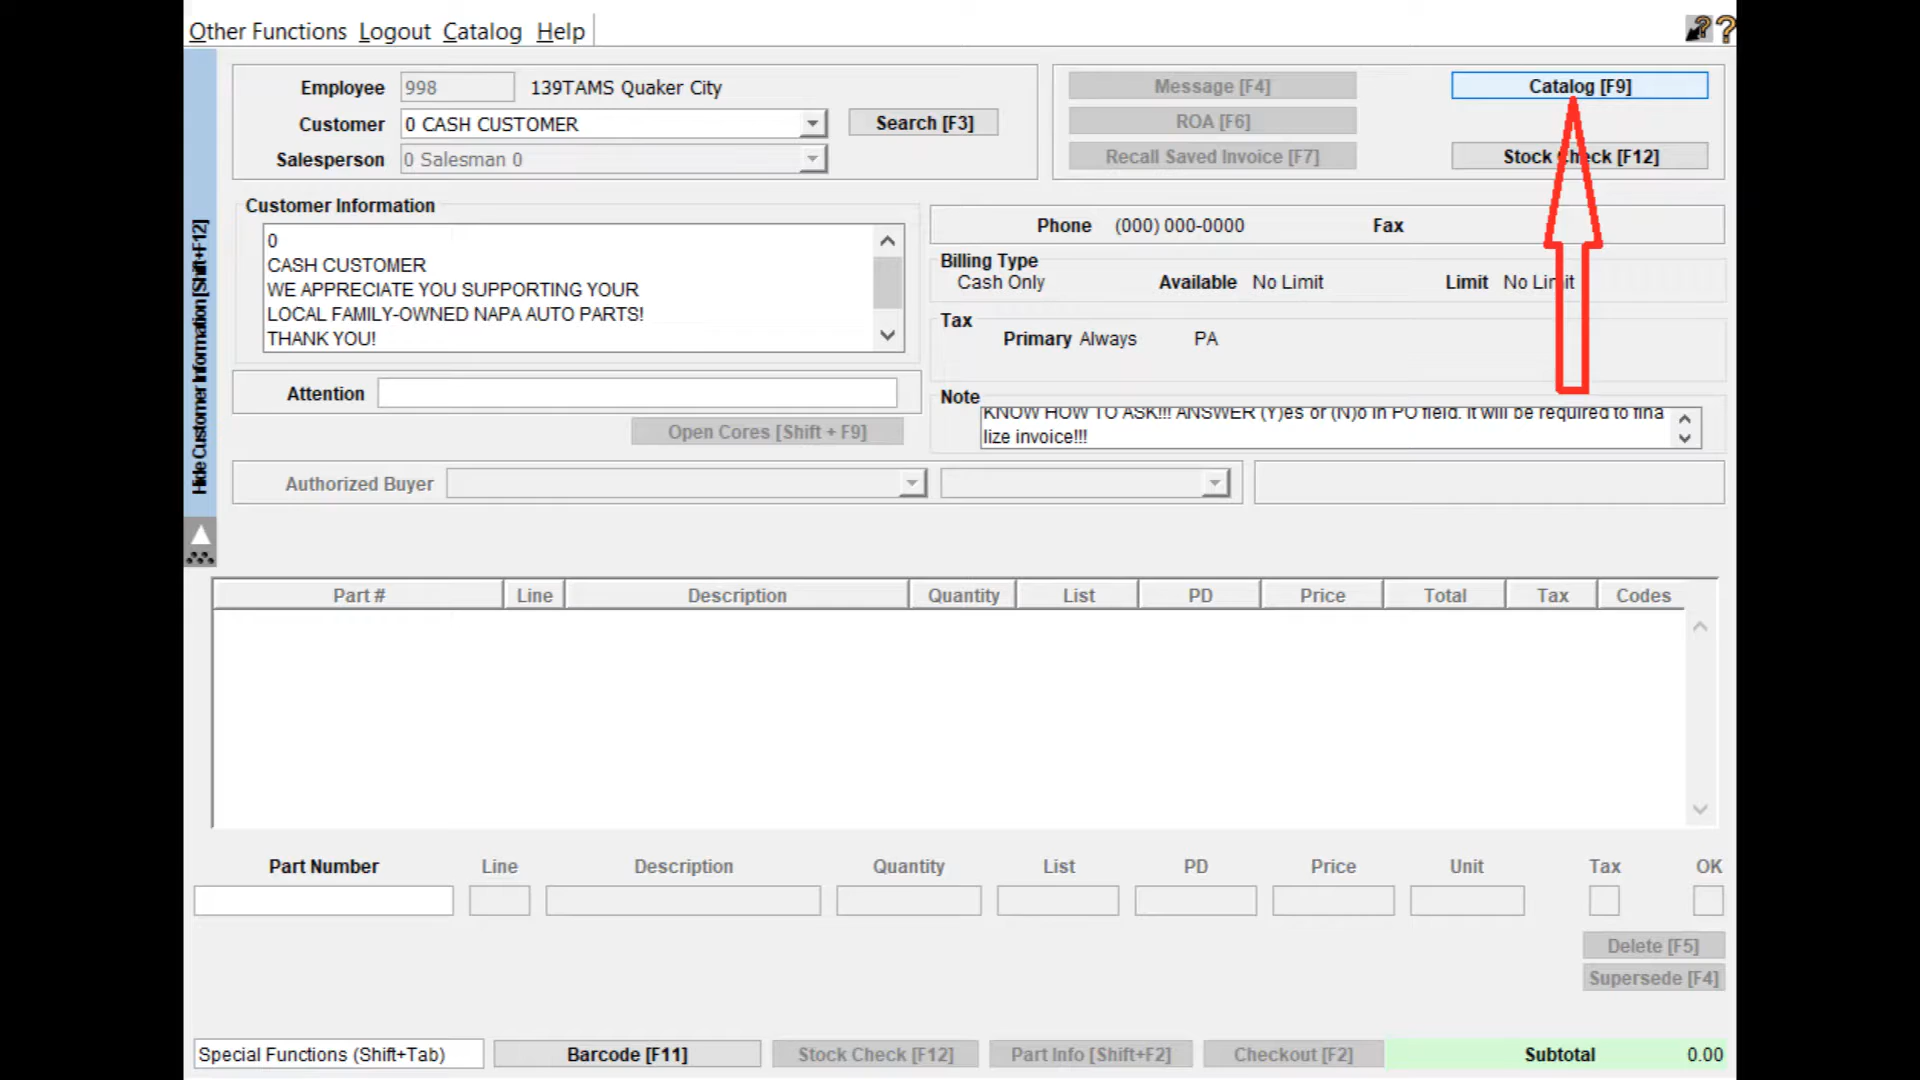 Other Functions Logout Catalog Help
Employee 998 139TAMS Quaker City
Customer 0 CASH CUSTOMER Search [F3]
Salesperson 0 Salesman 0
Message [F4] Catalog [F9]
ROA [F6]
Recall Saved Invoice [F7] Stock Check [F12]
Hide Customer Information [Shift+F12]
Customer Information
0
CASH CUSTOMER
WE APPRECIATE YOU SUPPORTING YOUR
LOCAL FAMILY-OWNED NAPA AUTO PARTS!
THANK YOU!
Attention
Open Cores [Shift + F9]
Phone (000) 000-0000 Fax
Billing Type
Cash Only Available No Limit Limit No Limit
Tax
Primary Always PA
Note
KNOW HOW TO ASK!!! ANSWER (Y)es or (N)o in PO field. It will be required to fina
lize invoice!!!
Authorized Buyer
Part # Line Description Quantity List PD Price Total Tax Codes
Part Number Line Description Quantity List PD Price Unit Tax OK
Delete [F5]
Supersede [F4]
Special Functions (Shift+Tab) Barcode [F11] Stock Check [F12] Part Info [Shift+F2] Checkout [F2] Subtotal 0.00